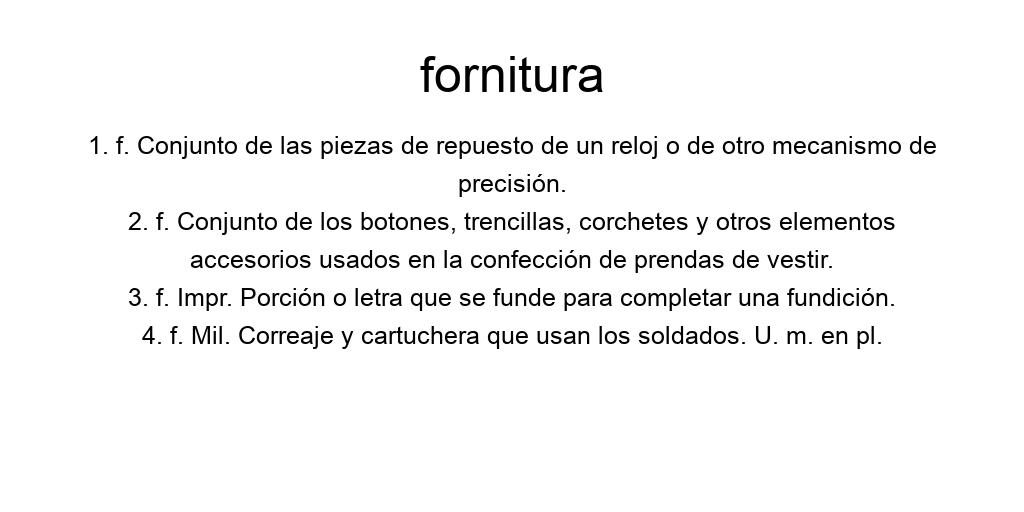 fornitura
1. f. Conjunto de las piezas de repuesto de un reloj o de otro mecanismo de
precisión.
2. f. Conjunto de los botones, trencillas, corchetes y otros elementos
accesorios usados en la confección de prendas de vestir.
3. f. Impr. Porción o letra que se funde para completar una fundición.
4. f. Mil. Correaje y cartuchera que usan los soldados. U. m. en pl.